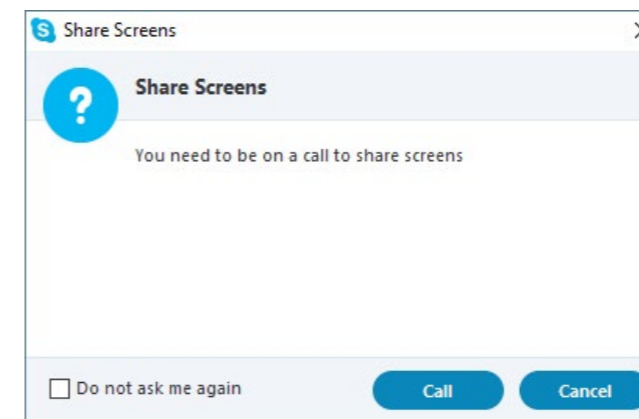 Share Screens
Share Screens
You need to be on a call to share screens
Do not ask me again
Call
Cancel